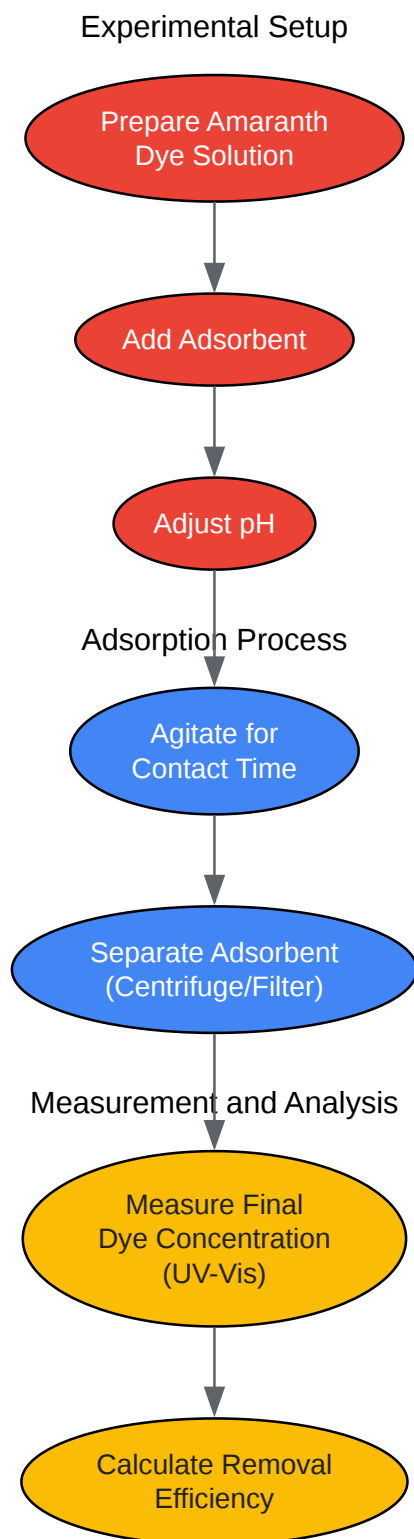 Experimental Setup
Prepare Amaranth
Dye Solution
Add Adsorbent
Adjust pH
Adsorption Process
Agitate for
Contact Time
Separate Adsorbent
(Centrifuge/Filter)
Measurement and Analysis
Measure Final
Dye Concentration
(UV-Vis)
Calculate Removal
Efficiency